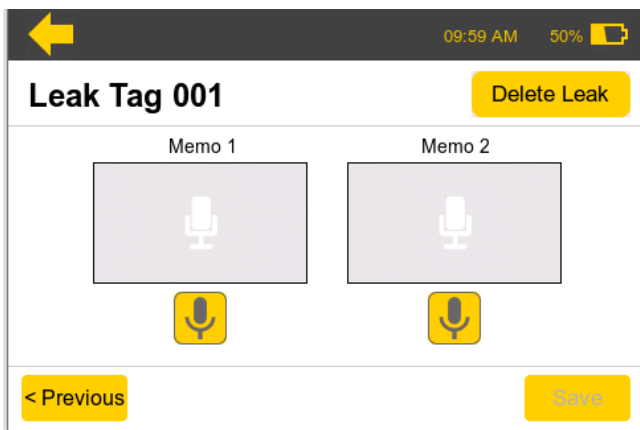 09:59 AM 50%
Leak Tag 001 Delete Leak
Memo 1 Memo 2
< Previous Save